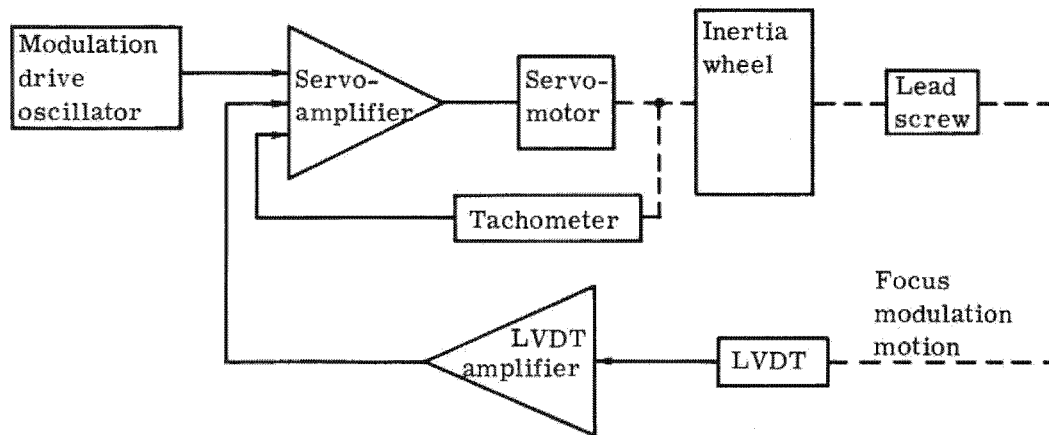 Modulation
drive
oscillator
Servo-
amplifier
Servo-
motor
Inertia
wheel
Lead
screw
Tachometer
Focus
modulation
motion
LVDT
amplifier
LVDT